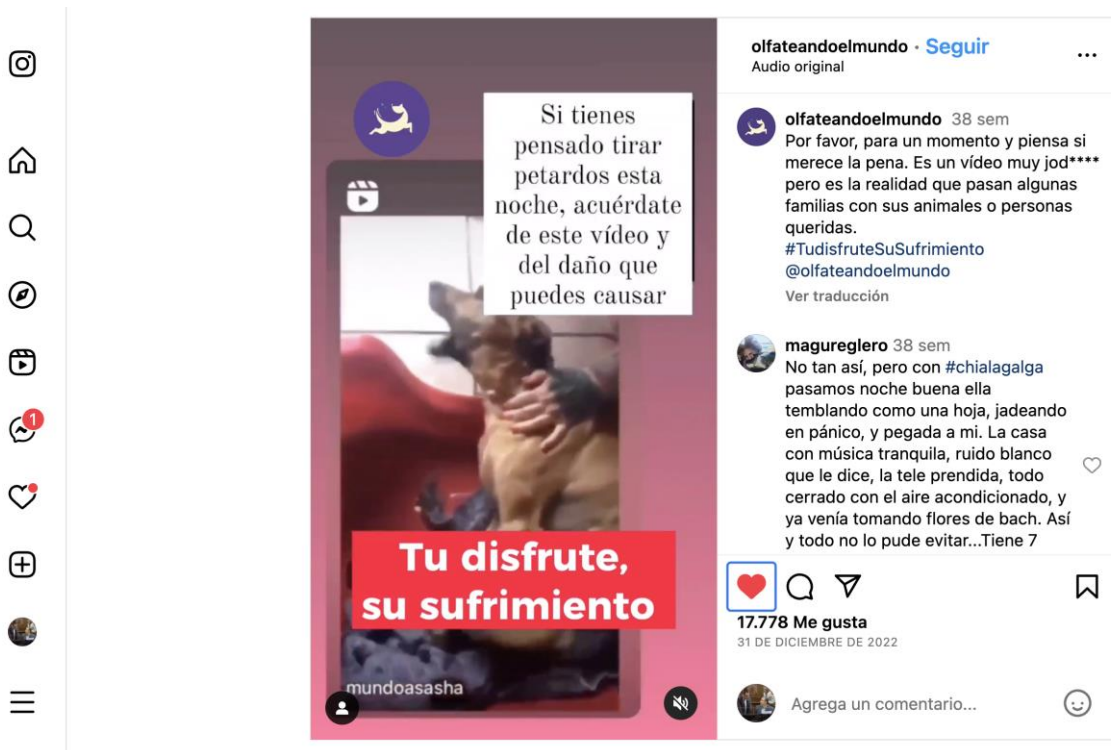 Si tienes
pensado tirar
petardos esta
noche, acuérdate
de este vídeo y
del daño que
puedes causar
Tu disfrute,
su sufrimiento
mundoasasha
olfateandoelmundo · Seguir
Audio original
olfateandoelmundo 38 sem
Por favor, para un momento y piensa si
merece la pena. Es un vídeo muy jod****
pero es la realidad que pasan algunas
familias con sus animales o personas
queridas.
#TudisfruteSuSufrimiento
@olfateandoelmundo
Ver traducción
magureglero 38 sem
No tan así, pero con #chialagalga
pasamos noche buena ella
temblando como una hoja, jadeando
en pánico, y pegada a mi. La casa
con música tranquila, ruido blanco
que le dice, la tele prendida, todo
cerrado con el aire acondicionado, y
ya venía tomando flores de bach. Así
y todo no lo pude evitar...Tiene 7
17.778 Me gusta
31 DE DICIEMBRE DE 2022
Agrega un comentario...
1